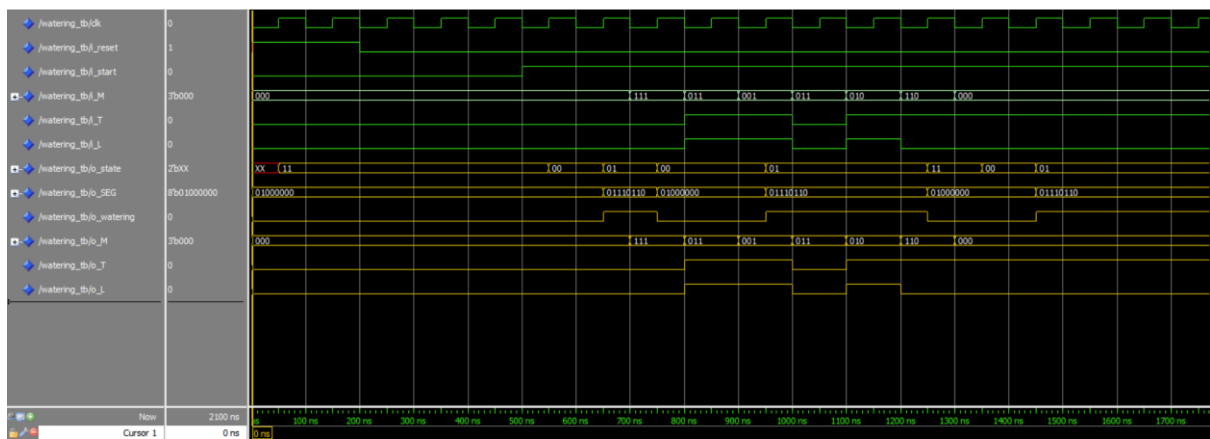 /watering_tb/clk 0
/watering_tb/i_reset 1
/watering_tb/i_start 0
/watering_tb/i_M 3'b000 000 111 011 001 011 010 110 000
/watering_tb/i_T 0
/watering_tb/i_L 0
/watering_tb/o_state 2'bXX XX 11 00 01 00 01 11 00 01
/watering_tb/o_SEG 8'b01000000 01000000 01110110 01000000 01110110 01000000 01110110
/watering_tb/o_watering 0
/watering_tb/o_M 3'b000 000 111 011 001 011 010 110 000
/watering_tb/o_T 0
/watering_tb/o_L 0
Now 2100 ns ns 100 ns 200 ns 300 ns 400 ns 500 ns 600 ns 700 ns 800 ns 900 ns 1000 ns 1100 ns 1200 ns 1300 ns 1400 ns 1500 ns 1600 ns 1700 ns
Cursor 1 0 ns 0 ns